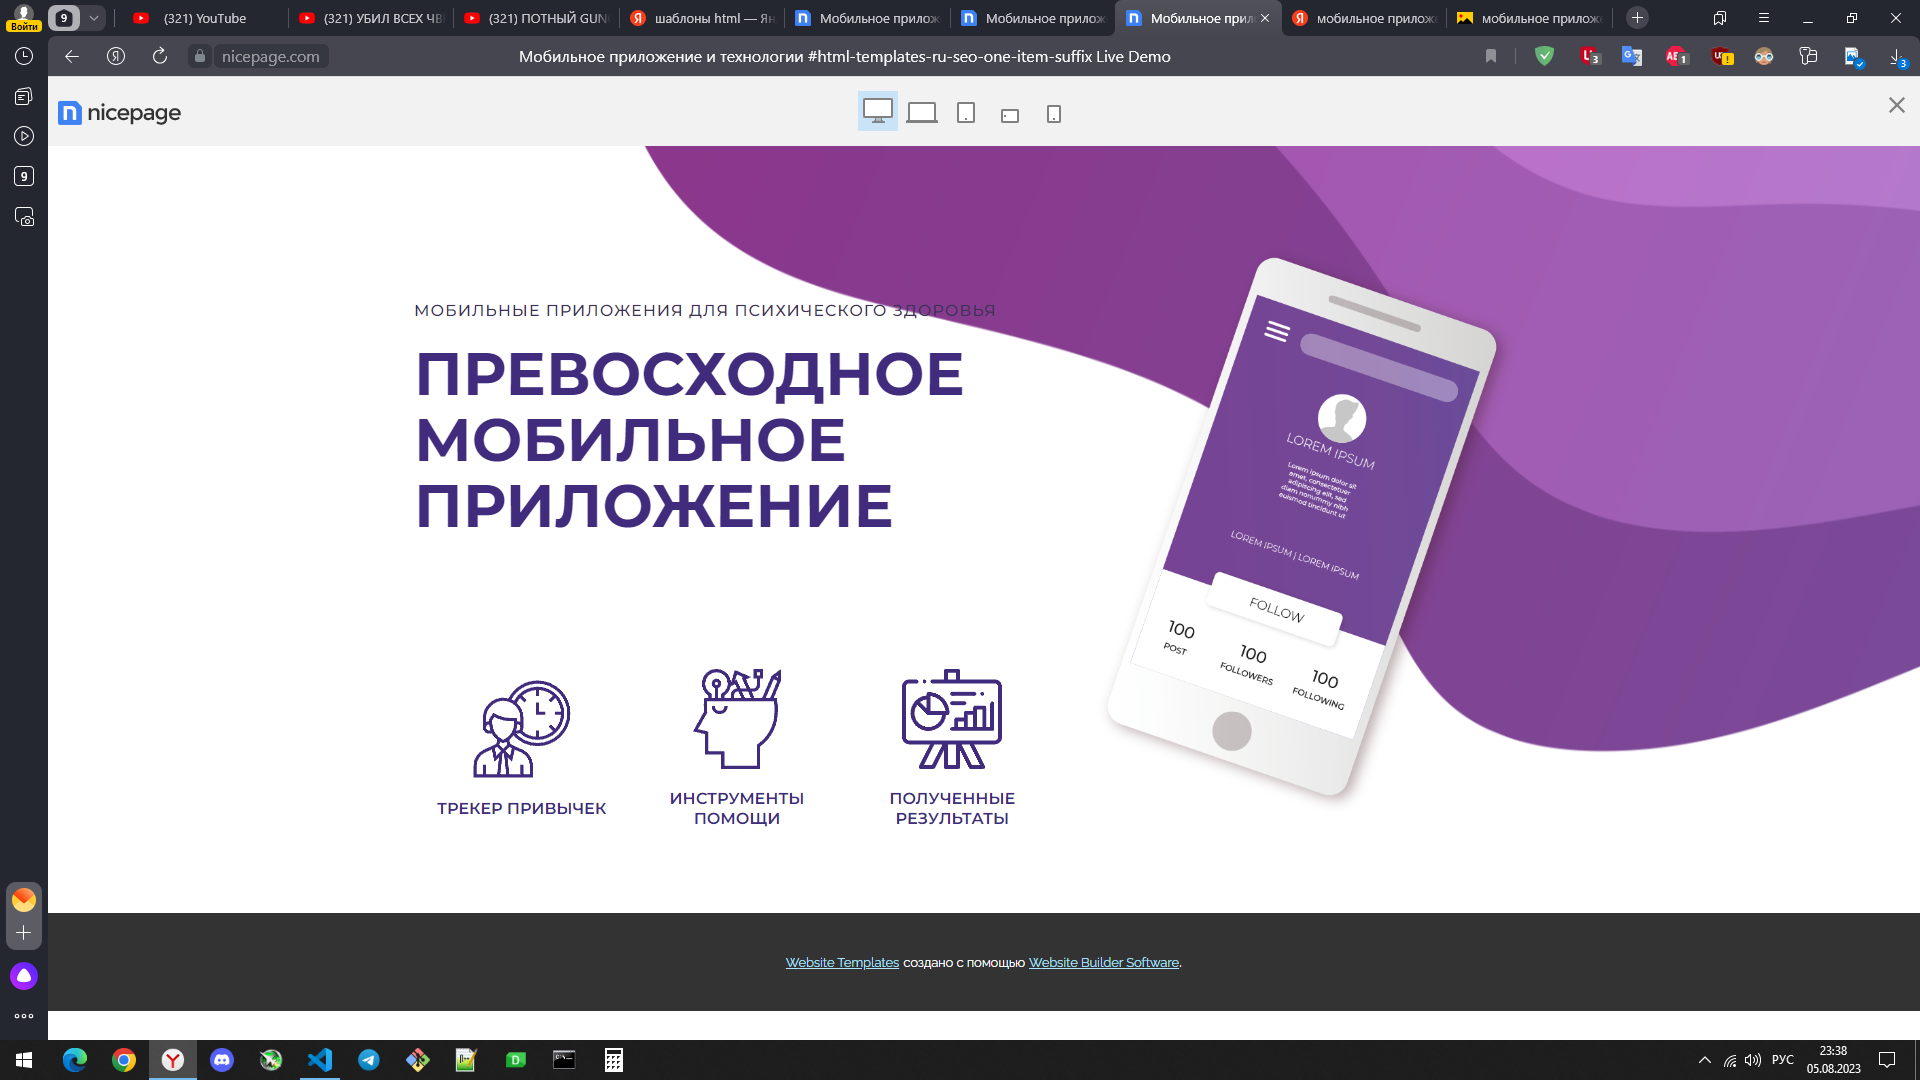 9
(321) YouTube
(321) УБИЛ ВСЕХ ЧВ
(321) ПОТНЫЙ GUN
шаблоны html — Ян
Мобильное прилож
Мобильное прилож
Мобильное прил
мобильное прилож
мобильное прилож
Войти
nicepage.com
Мобильное приложение и технологии #html-templates-ru-seo-one-item-suffix Live Demo
3
1
3
9
nicepage
МОБИЛЬНЫЕ ПРИЛОЖЕНИЯ ДЛЯ ПСИХИЧЕСКОГО ЗДОРОВЬЯ
ПРЕВОСХОДНОЕ
МОБИЛЬНОЕ
ПРИЛОЖЕНИЕ
LOREM IPSUM
Lorem ipsum dolor sit
amet, consectetuer
adipiscing elit, sed
diam nonummy nibh
euismod tincidunt ut
LOREM IPSUM | LOREM IPSUM
FOLLOW
100
POST
100
FOLLOWERS
100
FOLLOWING
ТРЕКЕР ПРИВЫЧЕК
ИНСТРУМЕНТЫ
ПОМОЩИ
ПОЛУЧЕННЫЕ
РЕЗУЛЬТАТЫ
Website Templates создано с помощью Website Builder Software.
РУС
23:38
05.08.2023